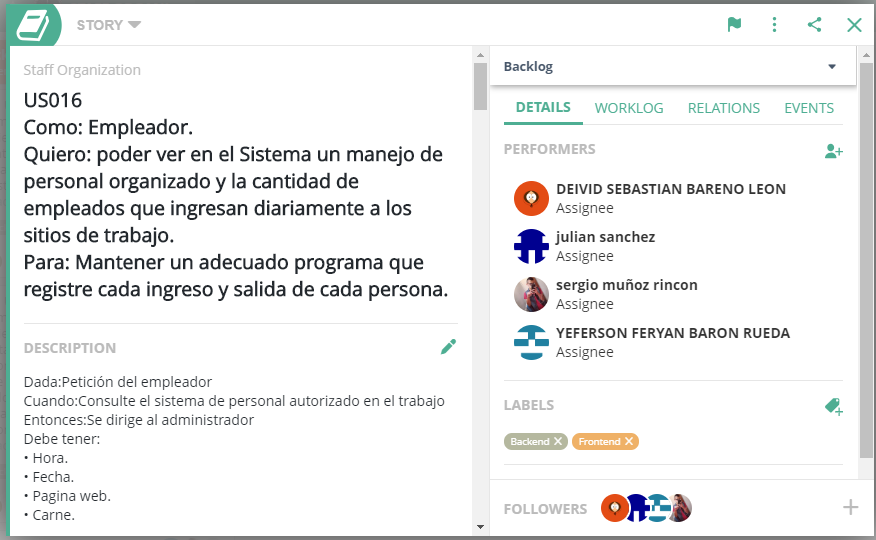 STORY
Staff Organization
US016
Como: Empleador.
Quiero: poder ver en el Sistema un manejo de
personal organizado y la cantidad de
empleados que ingresan diariamente a los
sitios de trabajo.
Para: Mantener un adecuado programa que
registre cada ingreso y salida de cada persona.
DESCRIPTION
Dada:Petición del empleador
Cuando:Consulte el sistema de personal autorizado en el trabajo
Entonces:Se dirige al administrador
Debe tener:
• Hora.
• Fecha.
• Pagina web.
• Carne.
Backlog
DETAILS WORKLOG RELATIONS EVENTS
PERFORMERS
DEIVID SEBASTIAN BARENO LEON
Assignee
julian sanchez
Assignee
sergio muñoz rincon
Assignee
YEFERSON FERYAN BARON RUEDA
Assignee
LABELS
Backend Frontend
FOLLOWERS